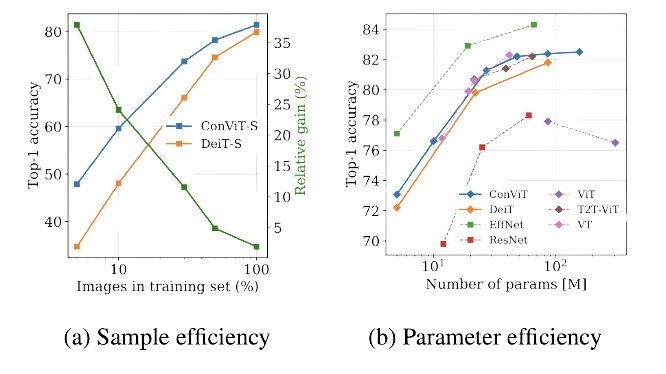 80
70
60
50
40
35
30
25
20
15
10
5
Top-1 accuracy
Relative gain (%)
ConViT-S
DeiT-S
10
100
Images in training set (%)
(a) Sample efficiency
84
82
80
78
76
74
72
70
Top-1 accuracy
ConViT
DeiT
EffNet
ResNet
ViT
T2T-ViT
VT
10¹
10²
Number of params [M]
(b) Parameter efficiency